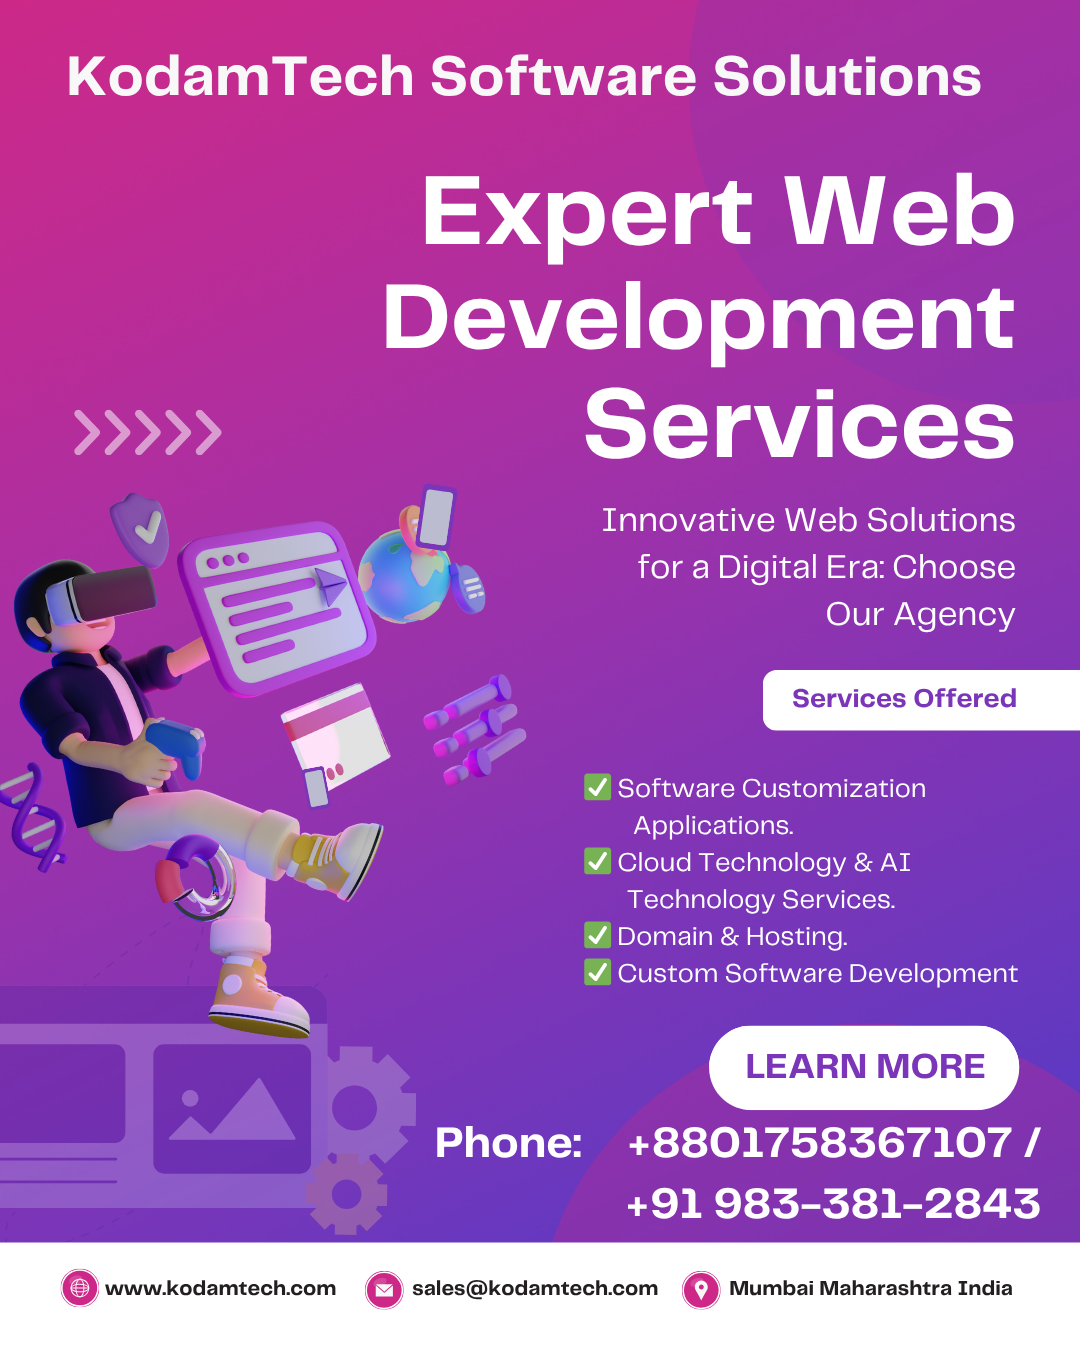 KodamTech Software Solutions
Expert Web
Development
Services
Innovative Web Solutions
for a Digital Era: Choose
Our Agency
Services Offered
✅ Software Customization
Applications.
✅ Cloud Technology & AI
Technology Services.
✅ Domain & Hosting.
✅ Custom Software Development
LEARN MORE
Phone: +8801758367107 /
+91 983-381-2843
www.kodamtech.com sales@kodamtech.com Mumbai Maharashtra India